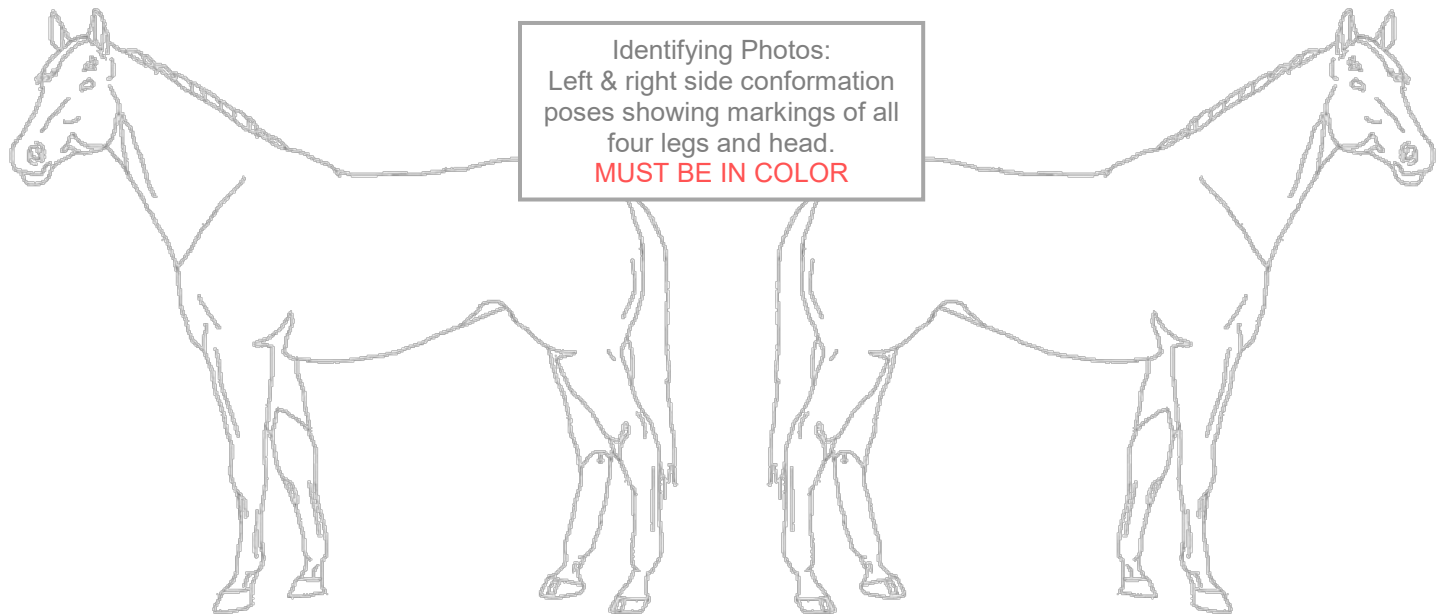 Identifying Photos:
Left & right side conformation
poses showing markings of all
four legs and head.
MUST BE IN COLOR